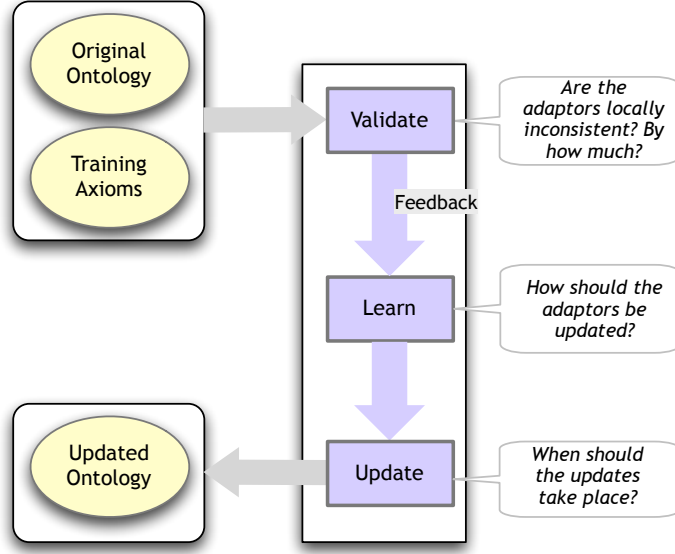 Original
Ontology
Training
Axioms
Validate
Are the
adaptors locally
inconsistent? By
how much?
Feedback
Learn
How should the
adaptors be
updated?
Updated
Ontology
Update
When should
the updates
take place?